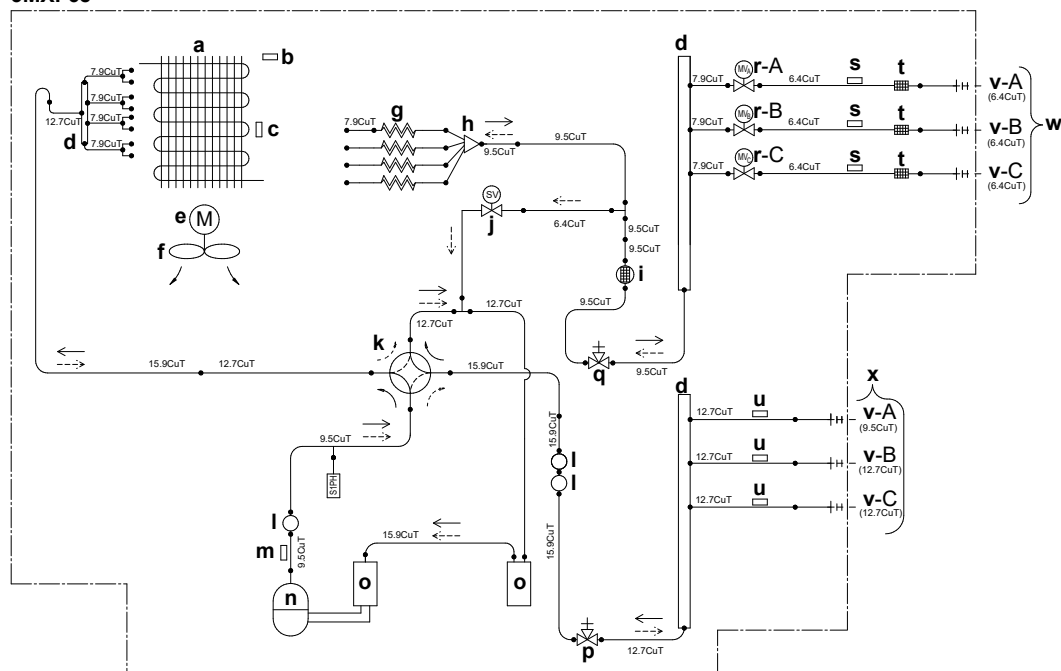 a
b
c
d
7.9CuT
7.9CuT
7.9CuT
7.9CuT
12.7CuT
e
M
f
g
7.9CuT
h
9.5CuT
9.5CuT
SV
j
6.4CuT
9.5CuT
9.5CuT
i
9.5CuT
q
9.5CuT
d
7.9CuT
MVA
r-A
6.4CuT
s
t
v-A
(6.4CuT)
7.9CuT
MVB
r-B
6.4CuT
s
t
v-B
(6.4CuT)
7.9CuT
MVC
r-C
6.4CuT
s
t
v-C
(6.4CuT)
w
12.7CuT
12.7CuT
k
15.9CuT
12.7CuT
15.9CuT
9.5CuT
S1PH
l
m
9.5CuT
n
o
15.9CuT
o
15.9CuT
l
l
15.9CuT
p
12.7CuT
d
12.7CuT
u
v-A
(9.5CuT)
12.7CuT
u
v-B
(12.7CuT)
12.7CuT
u
v-C
(12.7CuT)
x